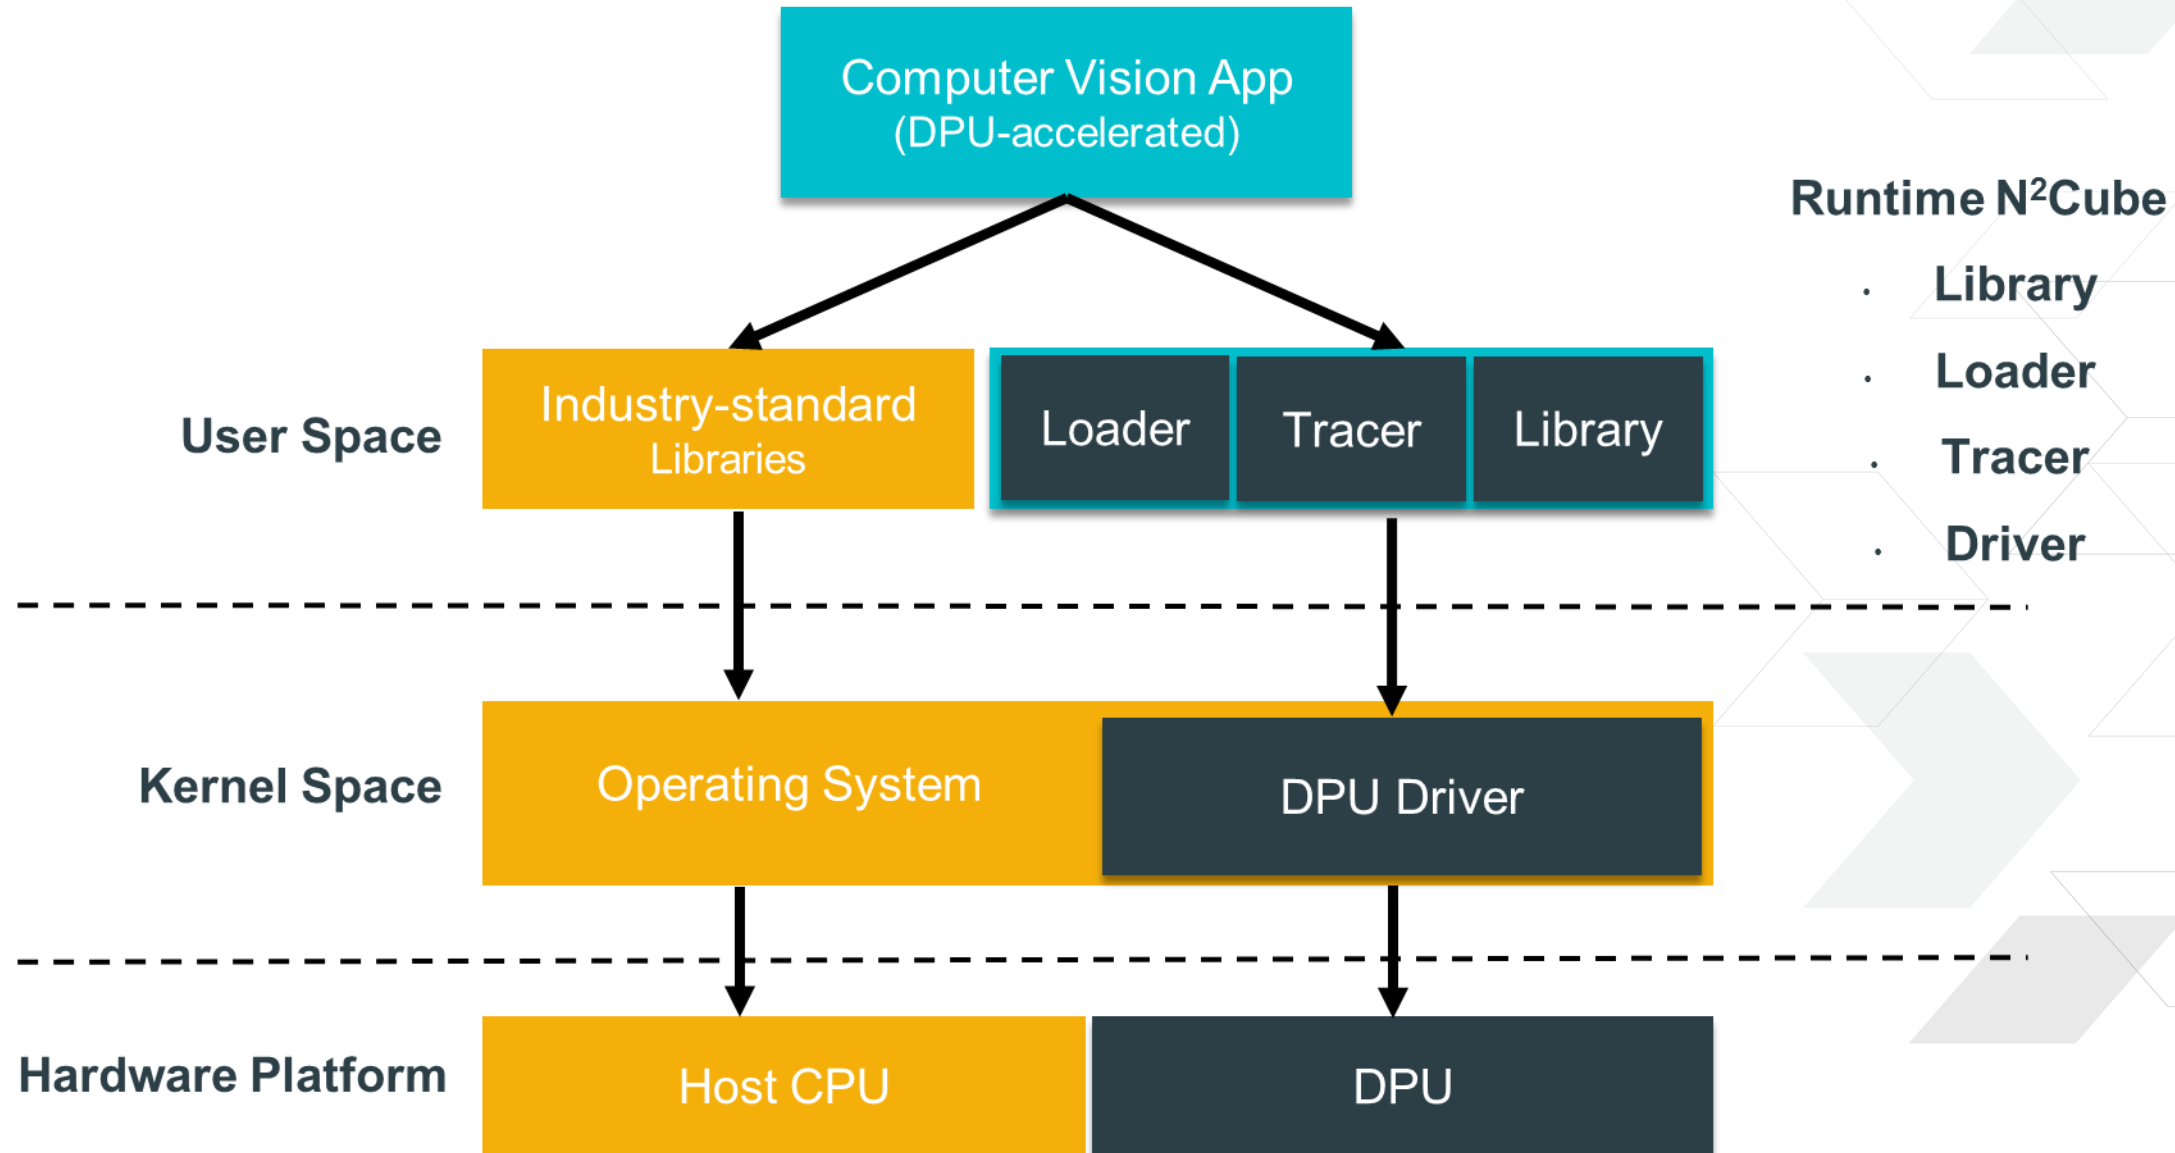 Computer Vision App
(DPU-accelerated)
Runtime N²Cube
· Library
· Loader
· Tracer
· Driver
User Space
Industry-standard
Libraries
Loader
Tracer
Library
Kernel Space
Operating System
DPU Driver
Hardware Platform
Host CPU
DPU